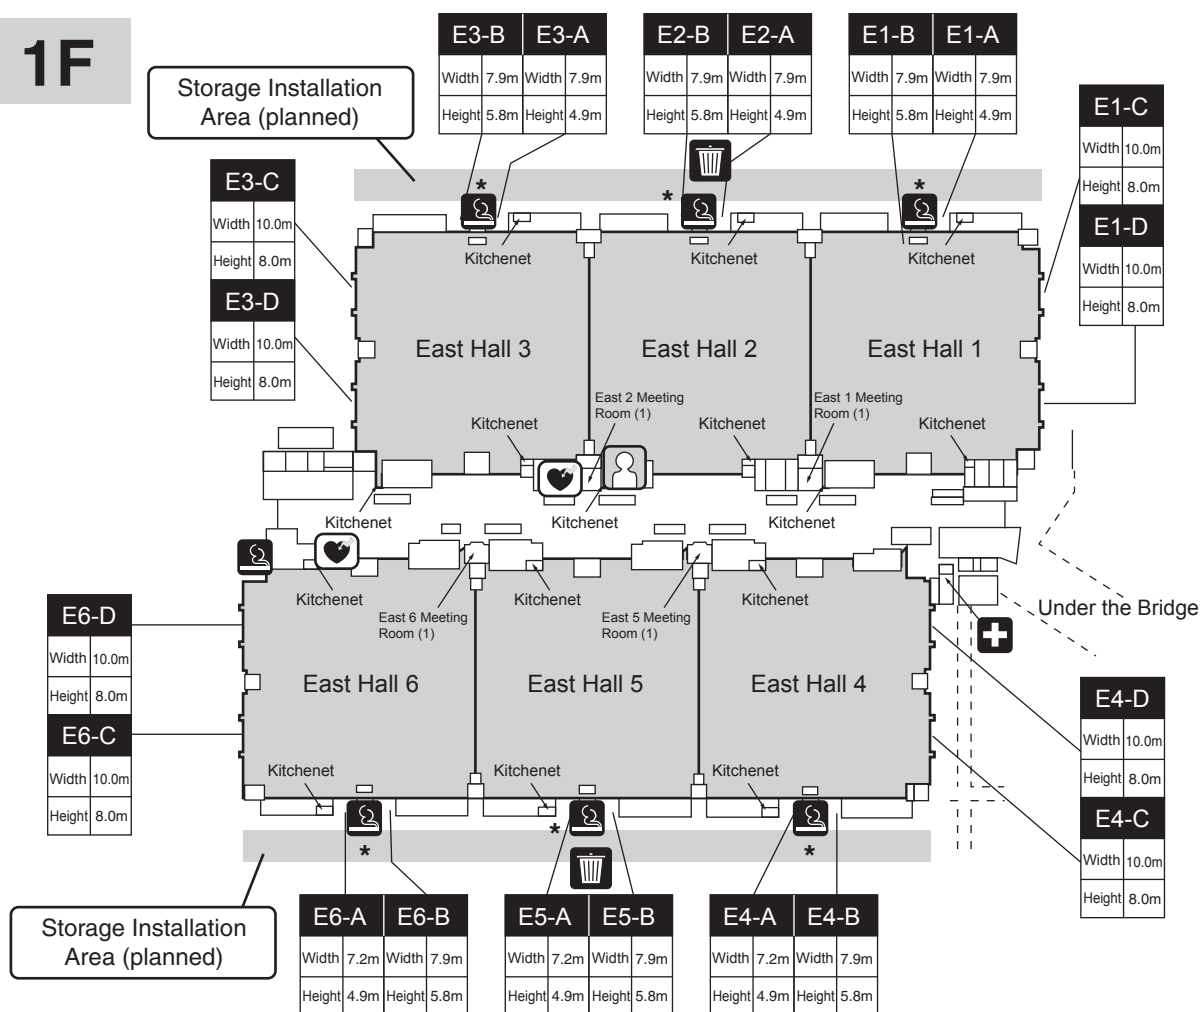 1F
Storage Installation
Area (planned)
E3-B E3-A
Width 7.9m Width 7.9m
Height 5.8m Height 4.9m
E2-B E2-A
Width 7.9m Width 7.9m
Height 5.8m Height 4.9m
E1-B E1-A
Width 7.9m Width 7.9m
Height 5.8m Height 4.9m
E1-C
Width 10.0m
Height 8.0m
E1-D
Width 10.0m
Height 8.0m
E3-C
Width 10.0m
Height 8.0m
E3-D
Width 10.0m
Height 8.0m
* * *
Kitchenet Kitchenet Kitchenet
East Hall 3 East Hall 2 East Hall 1
East 2 Meeting
Room (1)
East 1 Meeting
Room (1)
Kitchenet Kitchenet Kitchenet
Kitchenet Kitchenet Kitchenet
Kitchenet Kitchenet Kitchenet
East 6 Meeting
Room (1)
East 5 Meeting
Room (1)
Under the Bridge
East Hall 6 East Hall 5 East Hall 4
Kitchenet Kitchenet Kitchenet
* * *
E6-D
Width 10.0m
Height 8.0m
E6-C
Width 10.0m
Height 8.0m
E4-D
Width 10.0m
Height 8.0m
E4-C
Width 10.0m
Height 8.0m
Storage Installation
Area (planned)
E6-A E6-B
Width 7.2m Width 7.9m
Height 4.9m Height 5.8m
E5-A E5-B
Width 7.2m Width 7.9m
Height 4.9m Height 5.8m
E4-A E4-B
Width 7.2m Width 7.9m
Height 4.9m Height 5.8m